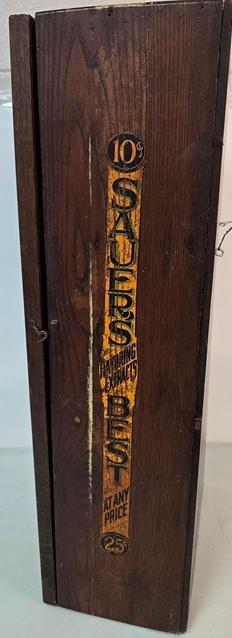 10¢
SAUER'S
FLAVORING
EXTRACTS
BEST
AT ANY
PRICE
25¢